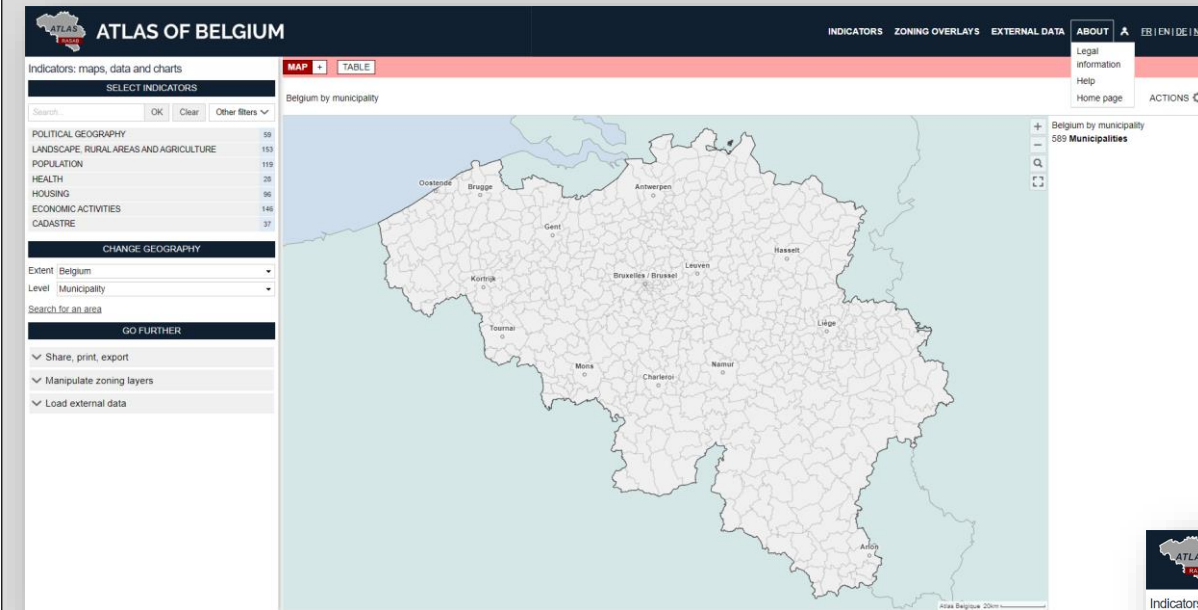 ATLAS
RASAB
ATLAS OF BELGIUM
INDICATORS ZONING OVERLAYS EXTERNAL DATA ABOUT FR | EN | DE |
Legal
information
Help
Home page
Indicators: maps, data and charts
SELECT INDICATORS
Search... OK Clear Other filters
POLITICAL GEOGRAPHY 59
LANDSCAPE, RURAL AREAS AND AGRICULTURE 153
POPULATION 119
HEALTH 28
HOUSING 96
ECONOMIC ACTIVITIES 146
CADASTRE 37
CHANGE GEOGRAPHY
Extent Belgium
Level Municipality
Search for an area
GO FURTHER
Share, print, export
Manipulate zoning layers
Load external data
MAP + TABLE
Belgium by municipality
ACTIONS
Belgium by municipality
589 Municipalities
Oostende
Brugge
Antwerpen
Gent
Hasselt
Leuven
Kortrijk
Bruxelles / Brussel
Tournai
Liège
Mons
Charleroi
Namur
Arlon
Atlas Belgique 20km
Indicators